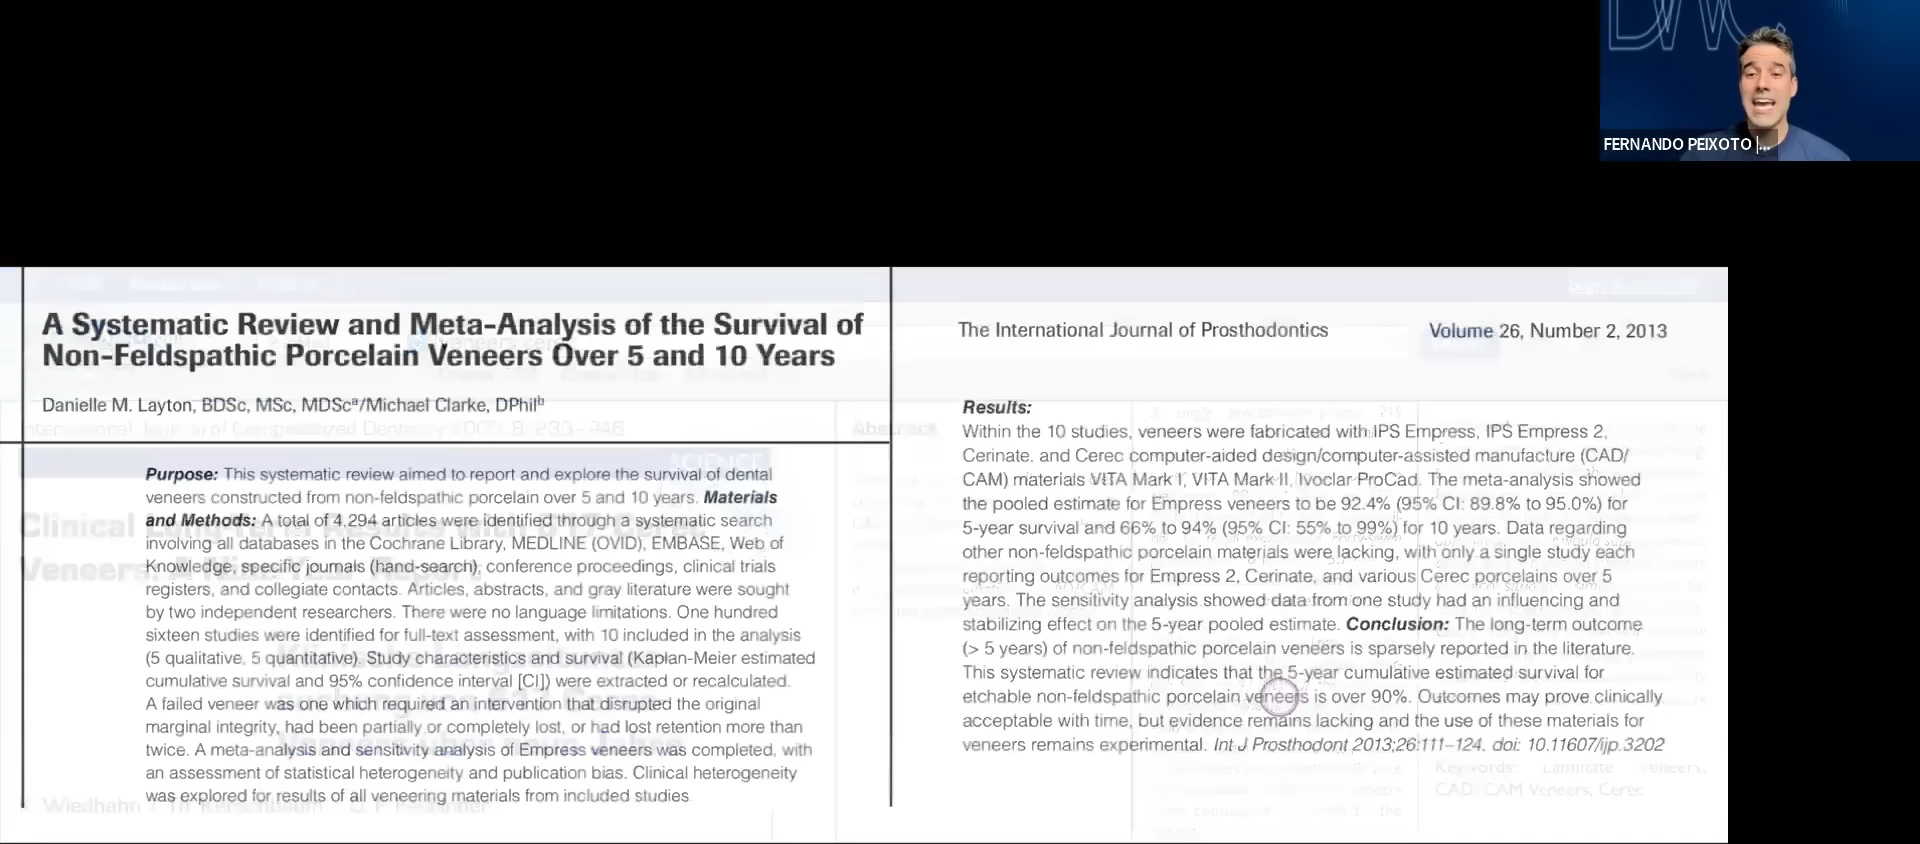 DWC
FERNANDO PEIXOTO |...
A Systematic Review and Meta-Analysis of the Survival of
Non-Feldspathic Porcelain Veneers Over 5 and 10 Years
Danielle M. Layton, BDSc, MSc, MDScᵃ/Michael Clarke, DPhilᵇ
Purpose: This systematic review aimed to report and explore the survival of dental
veneers constructed from non-feldspathic porcelain over 5 and 10 years. Materials
and Methods: A total of 4,294 articles were identified through a systematic search
involving all databases in the Cochrane Library, MEDLINE (OVID), EMBASE, Web of
Knowledge, specific journals (hand-search), conference proceedings, clinical trials
registers, and collegiate contacts. Articles, abstracts, and gray literature were sought
by two independent researchers. There were no language limitations. One hundred
sixteen studies were identified for full-text assessment, with 10 included in the analysis
(5 qualitative, 5 quantitative). Study characteristics and survival (Kaplan-Meier estimated
cumulative survival and 95% confidence interval [CI]) were extracted or recalculated.
A failed veneer was one which required an intervention that disrupted the original
marginal integrity, had been partially or completely lost, or had lost retention more than
twice. A meta-analysis and sensitivity analysis of Empress veneers was completed, with
an assessment of statistical heterogeneity and publication bias. Clinical heterogeneity
was explored for results of all veneering materials from included studies.
The International Journal of Prosthodontics
Volume 26, Number 2, 2013
Results:
Within the 10 studies, veneers were fabricated with IPS Empress, IPS Empress 2,
Cerinate, and Cerec computer-aided design/computer-assisted manufacture (CAD/
CAM) materials VITA Mark I, VITA Mark II, Ivoclar ProCad. The meta-analysis showed
the pooled estimate for Empress veneers to be 92.4% (95% CI: 89.8% to 95.0%) for
5-year survival and 66% to 94% (95% CI: 55% to 99%) for 10 years. Data regarding
other non-feldspathic porcelain materials were lacking, with only a single study each
reporting outcomes for Empress 2, Cerinate, and various Cerec porcelains over 5
years. The sensitivity analysis showed data from one study had an influencing and
stabilizing effect on the 5-year pooled estimate. Conclusion: The long-term outcome
(> 5 years) of non-feldspathic porcelain veneers is sparsely reported in the literature.
This systematic review indicates that the 5-year cumulative estimated survival for
etchable non-feldspathic porcelain veneers is over 90%. Outcomes may prove clinically
acceptable with time, but evidence remains lacking and the use of these materials for
veneers remains experimental. Int J Prosthodont 2013;26:111–124. doi: 10.11607/ijp.3202
Keywords: Laminate veneers,
CAD/CAM Veneers, Cerec